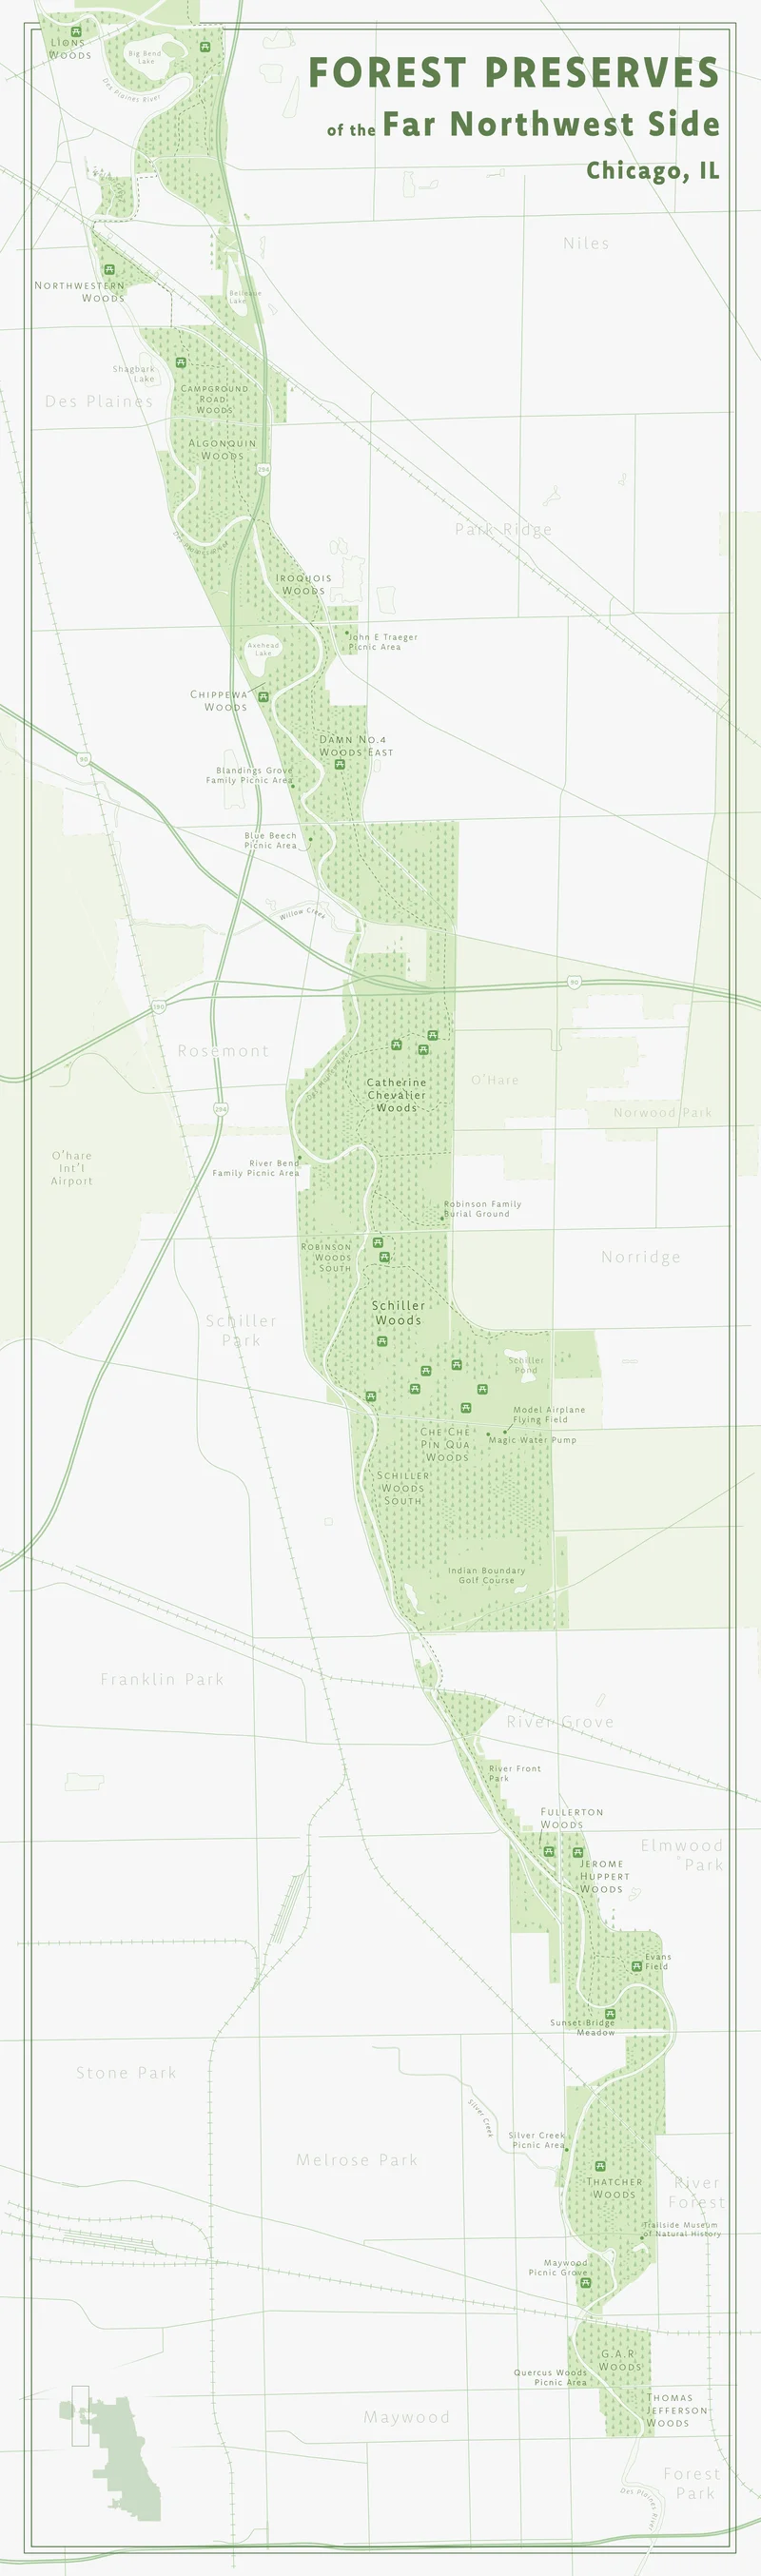 LIONS
WOODS
Big Bend
Lake
Des Plaines River
FOREST PRESERVES
of the Far Northwest Side
Chicago, IL
Niles
NORTHWESTERN
WOODS
Bellevue
Lake
Shagbark
Lake
CAMPGROUND
ROAD
WOODS
Des Plaines
ALGONQUIN
WOODS
294
Park Ridge
IROQUOIS
WOODS
John E Traeger
Picnic Area
Axehead
Lake
CHIPPEWA
WOODS
DAMN NO.4
WOODS EAST
90
Blandings Grove
Family Picnic Area
Blue Beech
Picnic Area
Willow Creek
90
190
Rosemont
O'Hare
Catherine
Chevalier
Woods
294
Norwood Park
O'hare
Int'l
Airport
River Bend
Family Picnic Area
Robinson Family
Burial Ground
ROBINSON
WOODS
SOUTH
Norridge
Schiller
Woods
Schiller
Park
Schiller
Pond
Model Airplane
Flying Field
Magic Water Pump
CHE CHE
PIN QUA
WOODS
SCHILLER
WOODS
SOUTH
Indian Boundary
Golf Course
Franklin Park
River Grove
River Front
Park
FULLERTON
WOODS
Elmwood
Park
JEROME
HUPPERT
WOODS
Evans
Field
Sunset Bridge
Meadow
Stone Park
Silver Creek
Silver Creek
Picnic Area
Melrose Park
THATCHER
WOODS
River
Forest
Trailside Museum
of Natural History
Maywood
Picnic Grove
G.A.R
WOODS
Quercus Woods
Picnic Area
THOMAS
JEFFERSON
WOODS
Maywood
Forest
Park
Des Plaines River